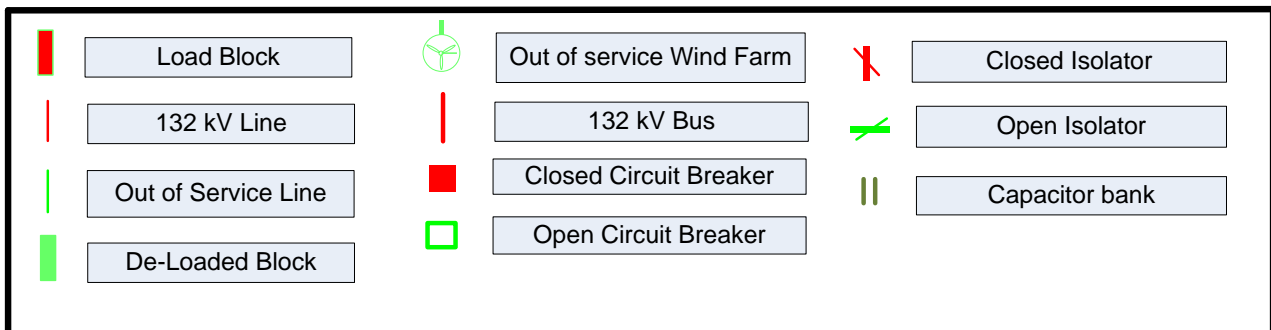 Load Block
132 kV Line
Out of Service Line
De-Loaded Block
Out of service Wind Farm
132 kV Bus
Closed Circuit Breaker
Open Circuit Breaker
Closed Isolator
Open Isolator
Capacitor bank